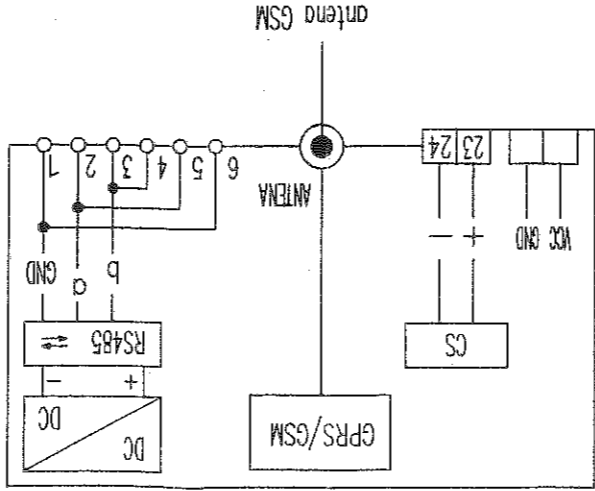 GPRS/GSM
DC
DC
+ −
CS
RS485
b a GND
VCC GND
+ −
ANTENA
23 24
6 5 4 3 2 1
antena GSM